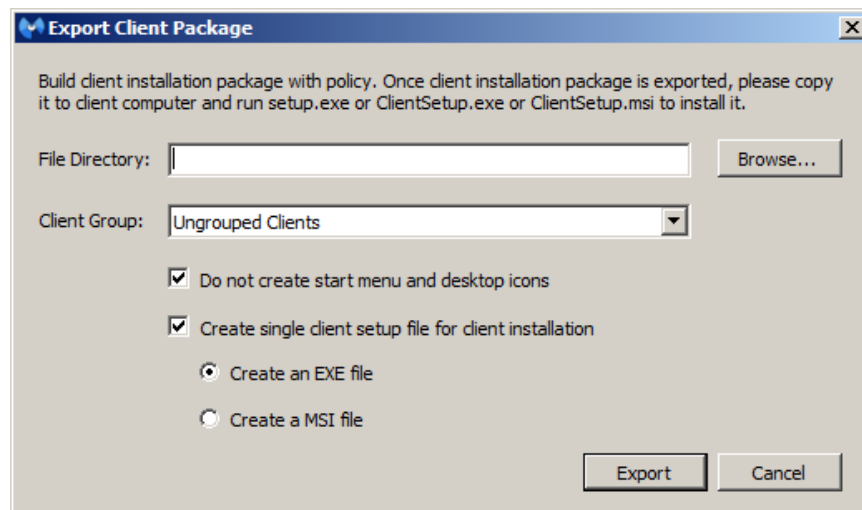 Export Client Package
Build client installation package with policy. Once client installation package is exported, please copy
it to client computer and run setup.exe or ClientSetup.exe or ClientSetup.msi to install it.
File Directory:
Browse...
Client Group:
Ungrouped Clients
Do not create start menu and desktop icons
Create single client setup file for client installation
Create an EXE file
Create a MSI file
Export
Cancel